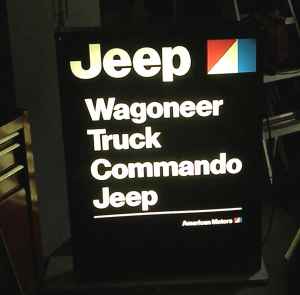 Jeep
Wagoneer
Truck
Commando
Jeep
American Motors